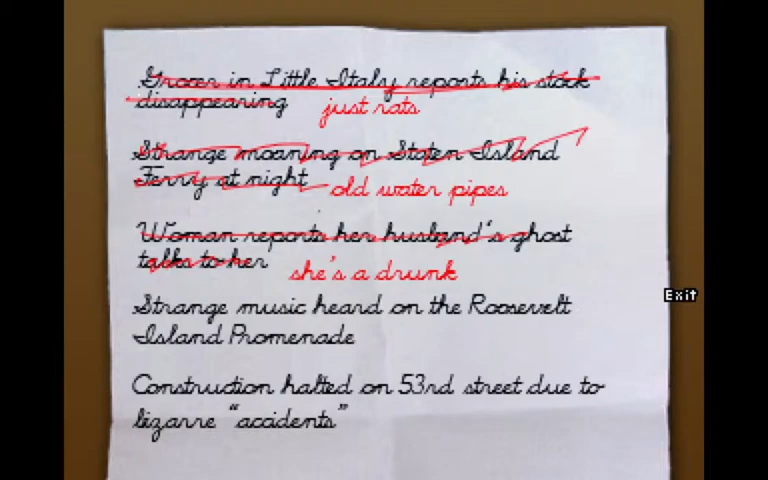 Grocer in Little Italy reports his stock
disappearing just rats
Strange moaning on Staten Island
Ferry at night old water pipes
Woman reports her husband's ghost
talks to her she's a drunk
Exit
Strange music heard on the Roosevelt
Island Promenade
Construction halted on 53rd street due to
bizarre "accidents"